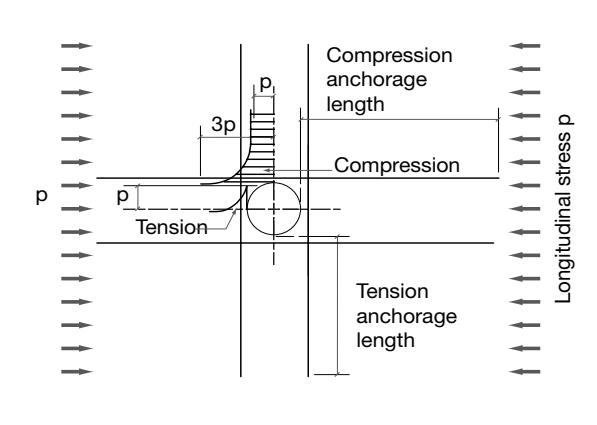 Compression
anchorage
length
p
3p
Compression
p
p
Tension
Longitudinal stress p
Tension
anchorage
length